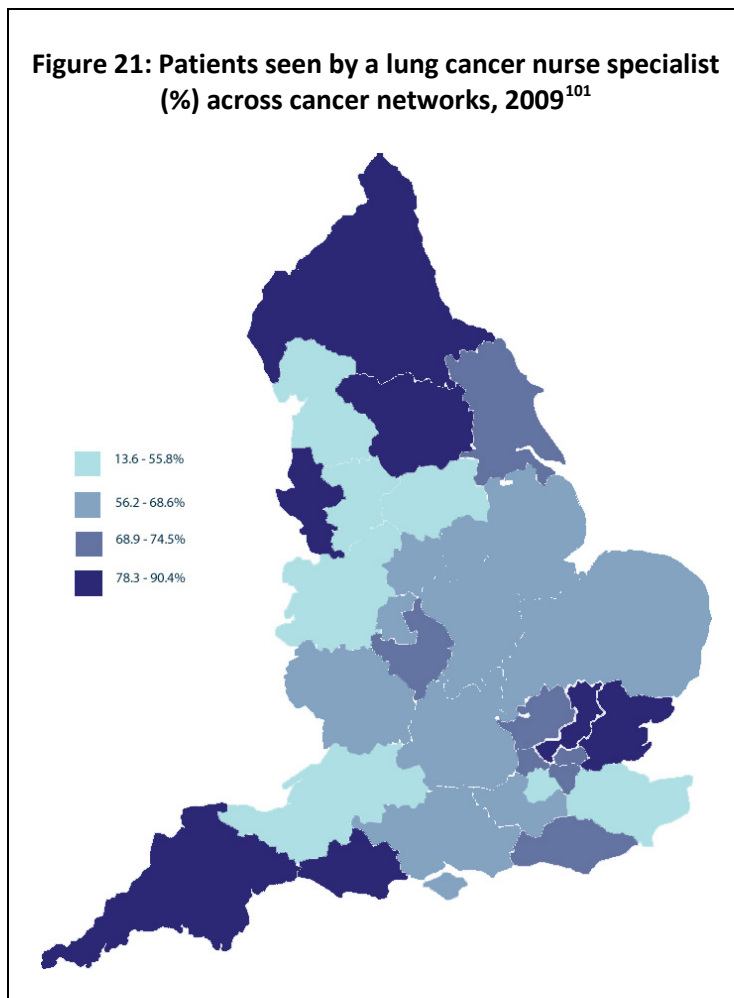 Figure 21: Patients seen by a lung cancer nurse specialist
(%) across cancer networks, 2009¹⁰¹
13.6 - 55.8%
56.2 - 68.6%
68.9 - 74.5%
78.3 - 90.4%